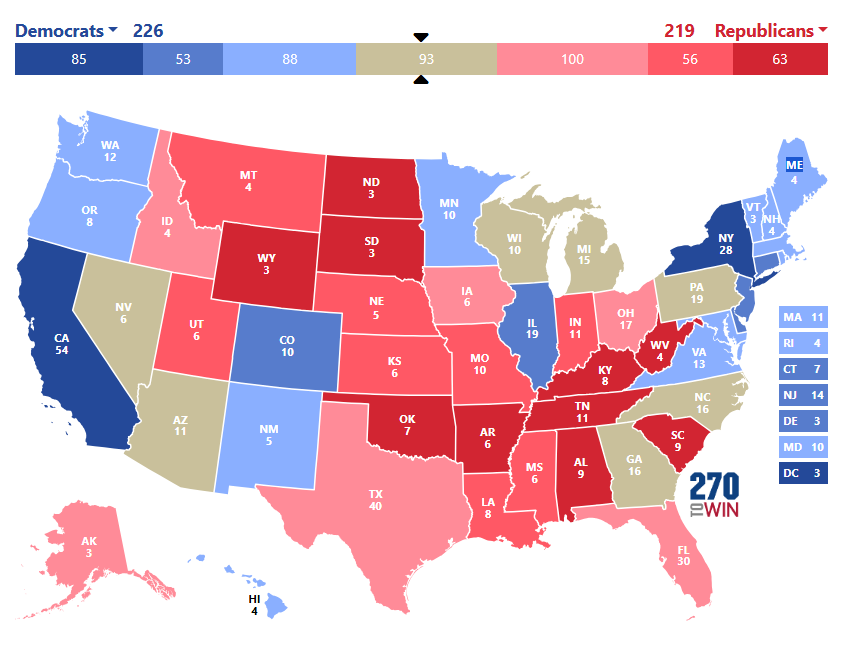 Democrats 226
219 Republicans
85 53 88 93 100 56 63
WA
12
OR
8
CA
54
NV
6
ID
4
MT
4
WY
3
UT
6
AZ
11
CO
10
NM
5
ND
3
SD
3
NE
5
KS
6
OK
7
TX
40
MN
10
IA
6
MO
10
AR
6
LA
8
WI
10
IL
19
MI
15
IN
11
OH
17
KY
8
TN
11
MS
6
AL
9
GA
16
FL
30
SC
9
NC
16
VA
13
WV
4
PA
19
NY
28
VT
3
NH
4
ME
4
MA 11
RI 4
CT 7
NJ 14
DE 3
MD 10
DC 3
AK
3
HI
4
270
TO WIN